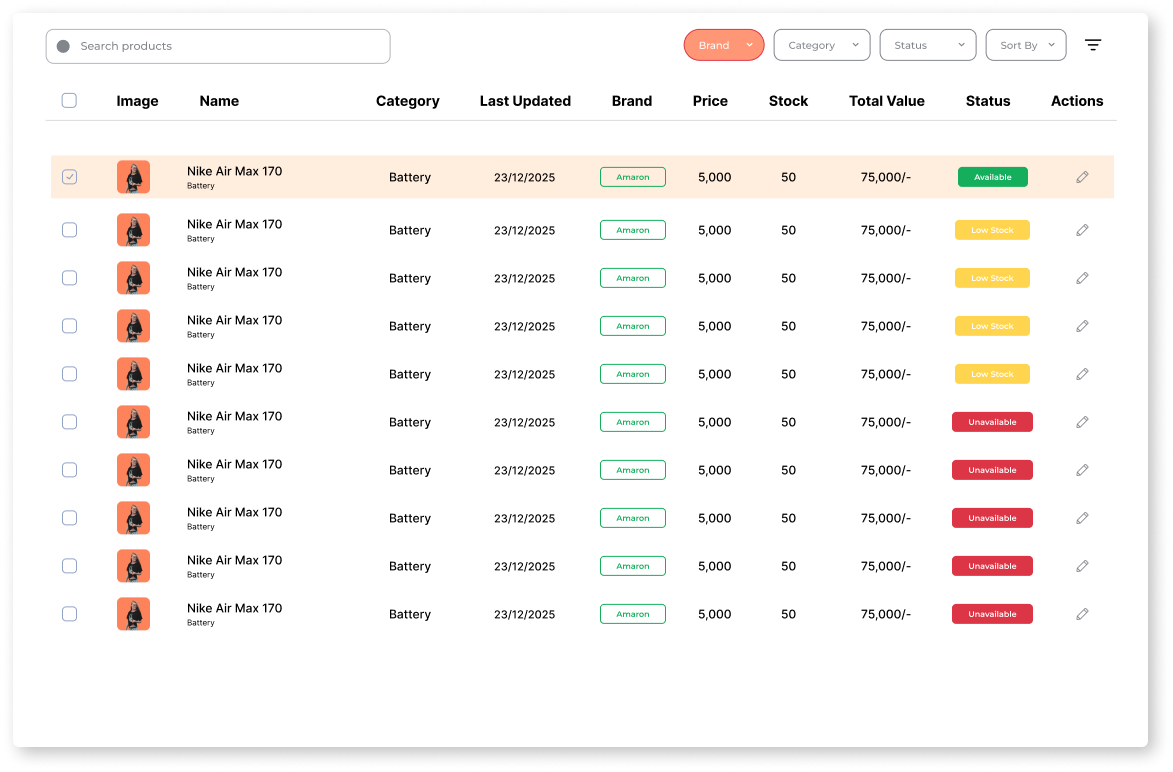 Search products Brand Category Status Sort By
Image Name Category Last Updated Brand Price Stock Total Value Status Actions
Nike Air Max 170
Battery
Battery 23/12/2025 Amaron 5,000 50 75,000/- Available
Nike Air Max 170
Battery
Battery 23/12/2025 Amaron 5,000 50 75,000/- Low Stock
Nike Air Max 170
Battery
Battery 23/12/2025 Amaron 5,000 50 75,000/- Low Stock
Nike Air Max 170
Battery
Battery 23/12/2025 Amaron 5,000 50 75,000/- Low Stock
Nike Air Max 170
Battery
Battery 23/12/2025 Amaron 5,000 50 75,000/- Low Stock
Nike Air Max 170
Battery
Battery 23/12/2025 Amaron 5,000 50 75,000/- Unavailable
Nike Air Max 170
Battery
Battery 23/12/2025 Amaron 5,000 50 75,000/- Unavailable
Nike Air Max 170
Battery
Battery 23/12/2025 Amaron 5,000 50 75,000/- Unavailable
Nike Air Max 170
Battery
Battery 23/12/2025 Amaron 5,000 50 75,000/- Unavailable
Nike Air Max 170
Battery
Battery 23/12/2025 Amaron 5,000 50 75,000/- Unavailable